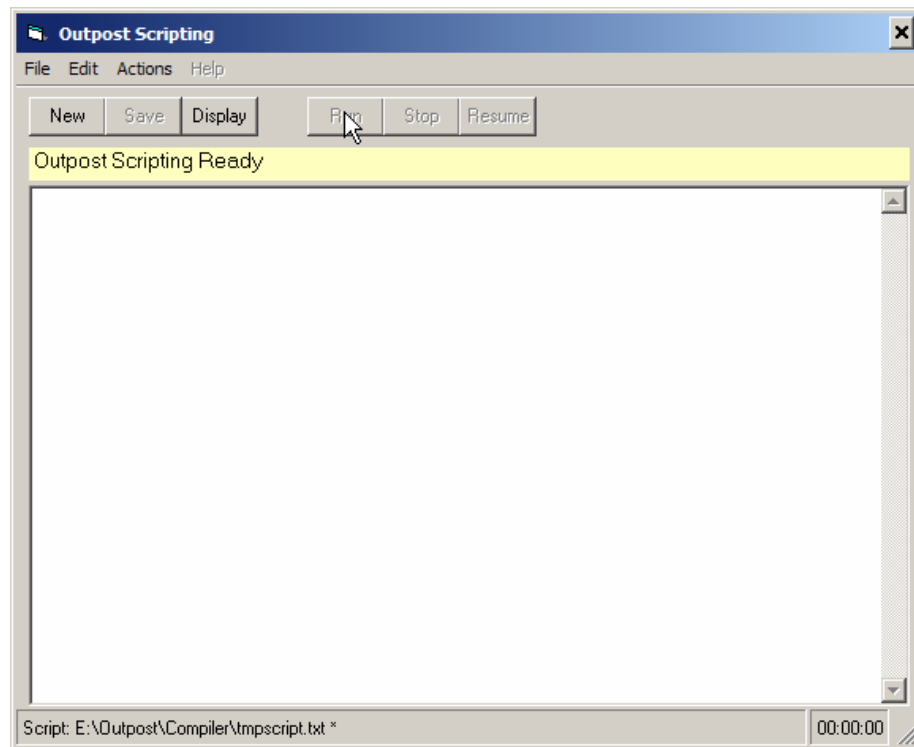 Outpost Scripting
File Edit Actions Help
New Save Display Run Stop Resume
Outpost Scripting Ready
Script: E:\Outpost\Compiler\tmpscript.txt * 00:00:00